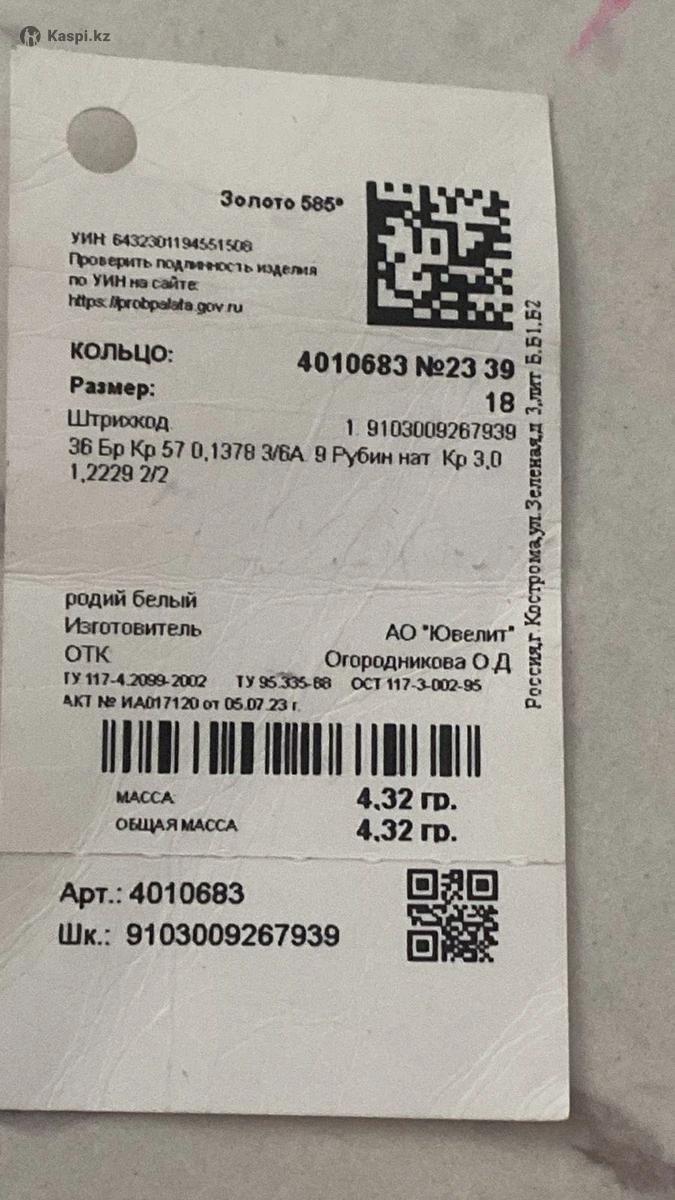 Kaspi.kz
Золото 585°
УИН: 6432301194551508
Проверить подлинность изделия
по УИН на сайте:
https://probpalata.gov.ru
КОЛЬЦО: 4010683 №23 39
Размер: 18
Штрихкод 1. 9103009267939
36 Бр Кр 57 0,1378 3/6А. 9 Рубин нат Кр 3,0
1,2229 2/2
Россия,г. Кострома,ул. Зеленая,д 3,лит Б.Б1.Б2
родий белый
Изготовитель АО "Ювелит"
ОТК Огородникова О.Д
ТУ 117-4.2099-2002 ТУ 95.335-88 ОСТ 117-3-002-95
АКТ № ИА017120 от 05.07.23 г.
МАССА 4,32 гр.
ОБЩАЯ МАССА 4,32 гр.
Арт.: 4010683
Шк.: 9103009267939